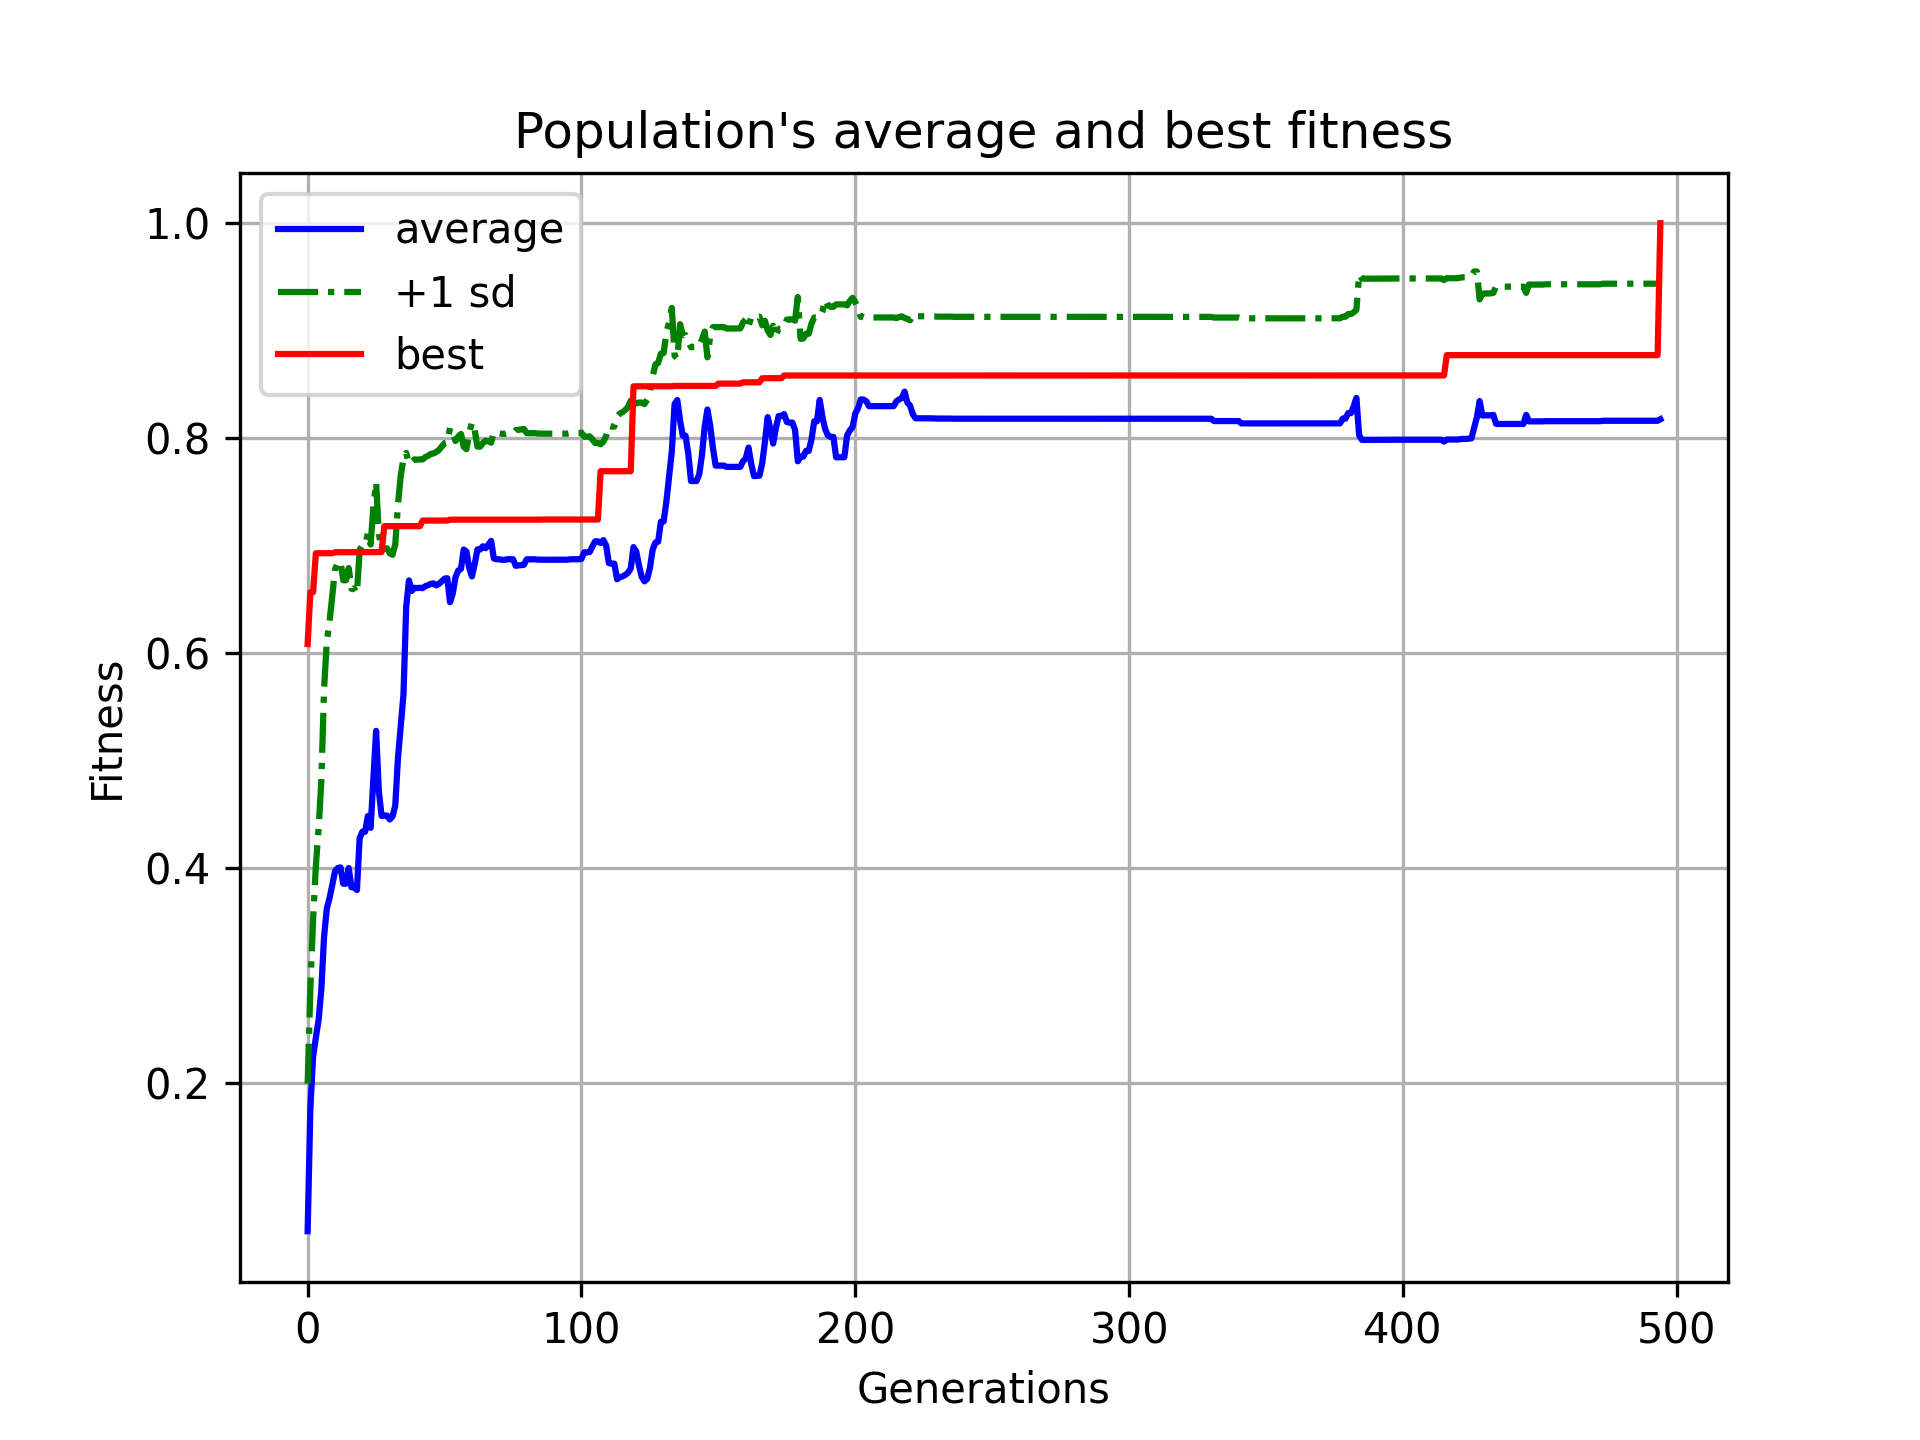 Population's average and best fitness
average
+1 sd
best
1.0
0.8
0.6
0.4
0.2
Fitness
0 100 200 300 400 500
Generations